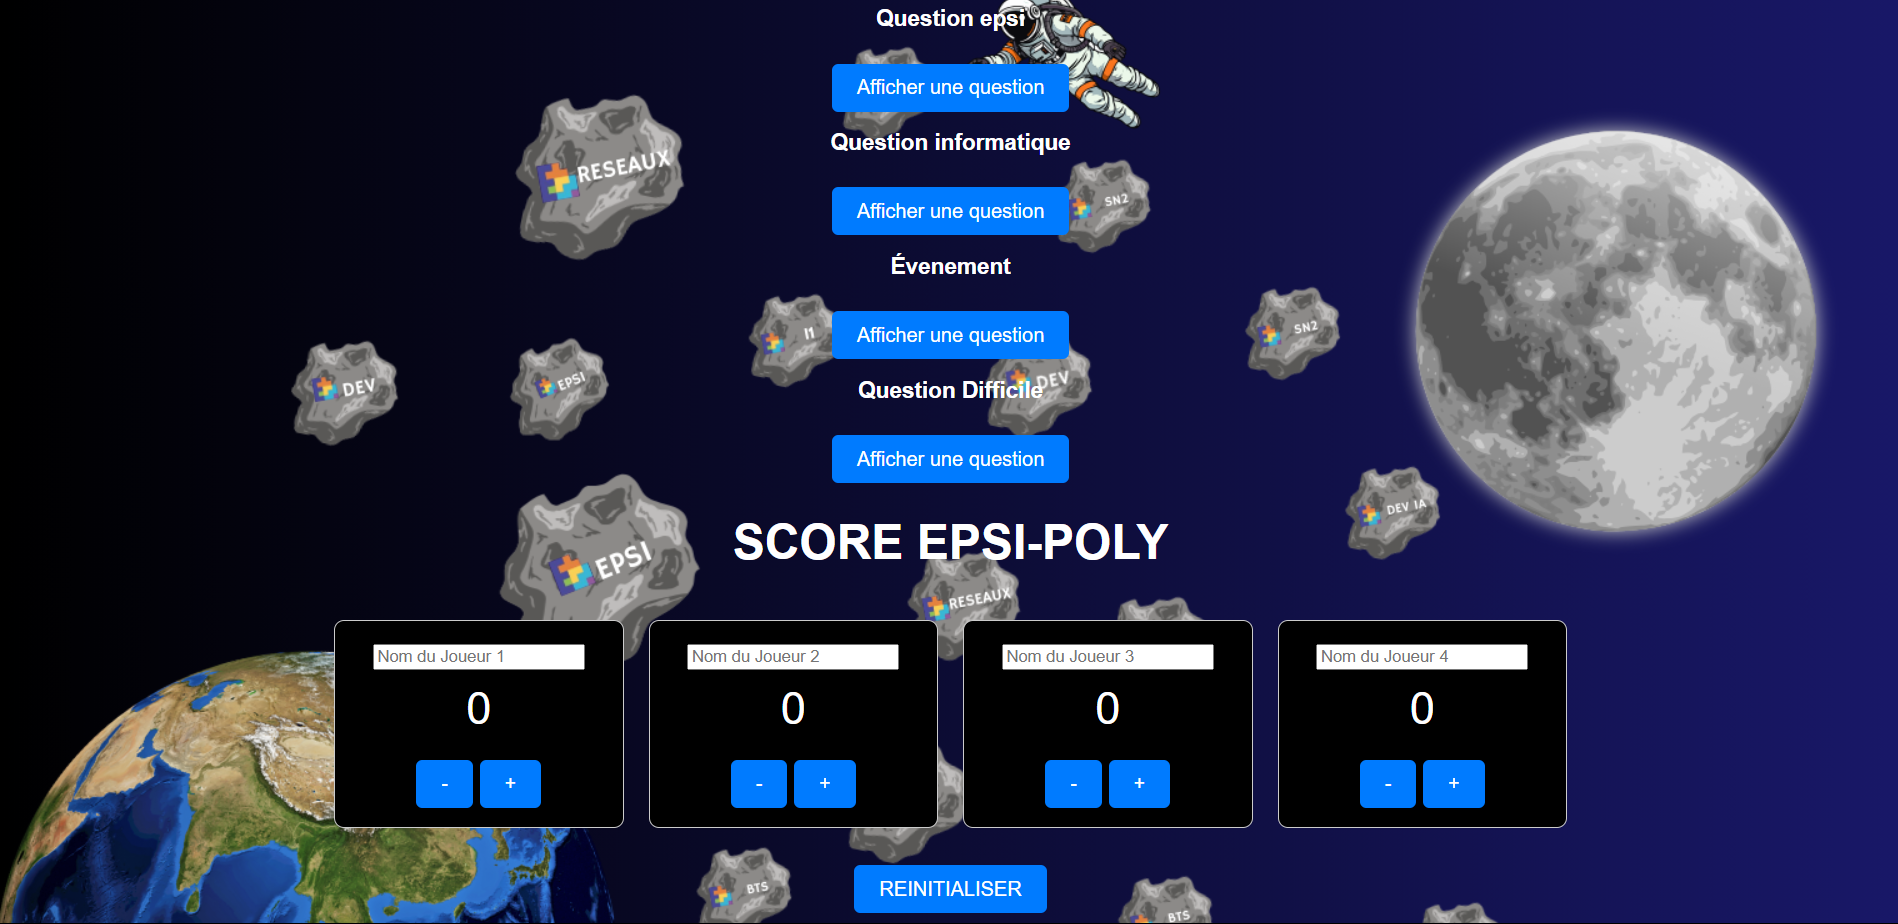 Question epsi
Afficher une question
RESEAUX
Question informatique
SN2
Afficher une question
Évenement
SN2
I1
Afficher une question
DEV
EPSI
DEV
Question Difficile
Afficher une question
DEV IA
SCORE EPSI-POLY
EPSI
RESEAUX
Nom du Joueur 1
Nom du Joueur 2
Nom du Joueur 3
Nom du Joueur 4
0
0
0
0
- +
- +
- +
- +
BTS
REINITIALISER
BTS